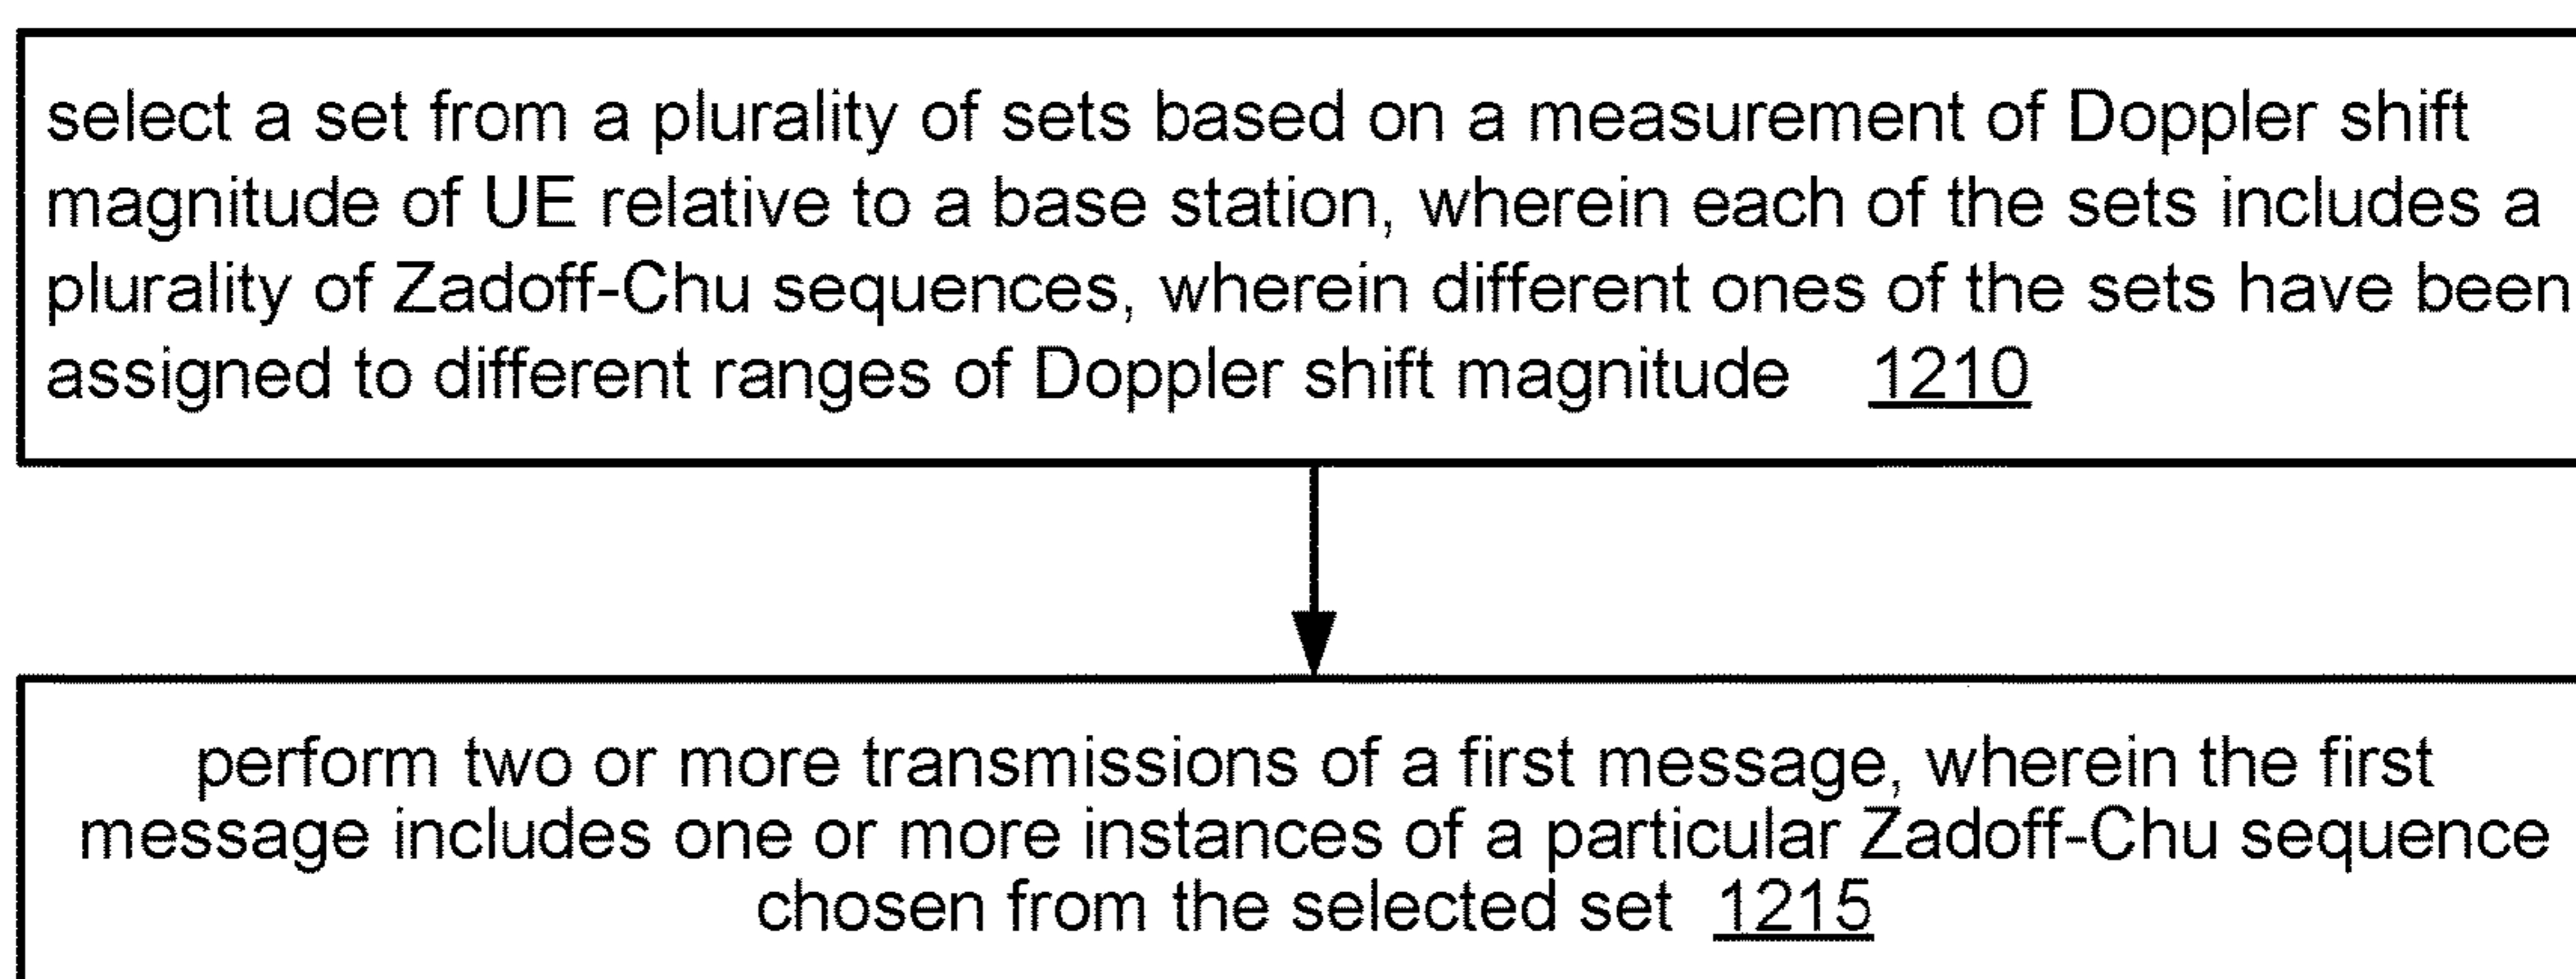 select a set from a plurality of sets based on a measurement of Doppler shift
magnitude of UE relative to a base station, wherein each of the sets includes a
plurality of Zadoff-Chu sequences, wherein different ones of the sets have been
assigned to different ranges of Doppler shift magnitude 1210
perform two or more transmissions of a first message, wherein the first
message includes one or more instances of a particular Zadoff-Chu sequence
chosen from the selected set 1215